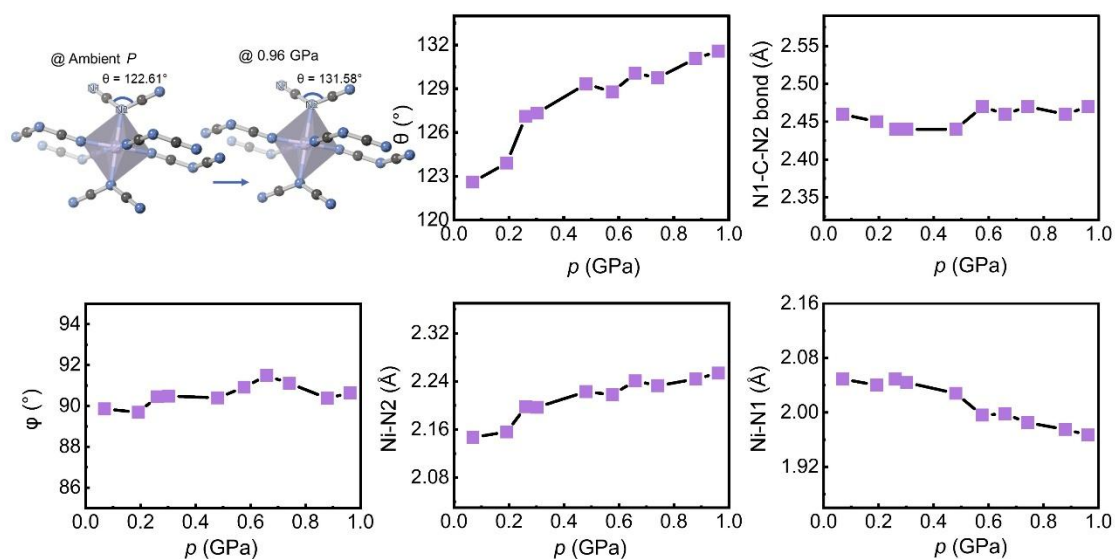 @ Ambient P
θ = 122.61°
@ 0.96 GPa
θ = 131.58°
θ (°)
132
129
126
123
120
0.0 0.2 0.4 0.6 0.8 1.0
p (GPa)
N1-C-N2 bond (Å)
2.55
2.50
2.45
2.40
2.35
0.0 0.2 0.4 0.6 0.8 1.0
p (GPa)
φ (°)
94
92
90
88
86
0.0 0.2 0.4 0.6 0.8 1.0
p (GPa)
Ni-N2 (Å)
2.32
2.24
2.16
2.08
0.0 0.2 0.4 0.6 0.8 1.0
p (GPa)
Ni-N1 (Å)
2.16
2.08
2.00
1.92
0.0 0.2 0.4 0.6 0.8 1.0
p (GPa)